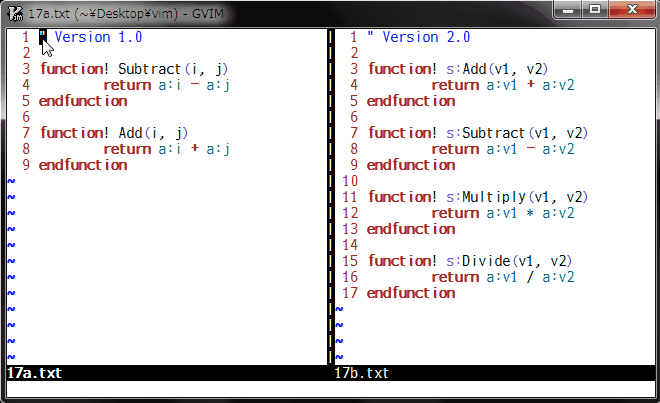 17a.txt (~¥Desktop¥vim) - GVIM
1 " Version 1.0
2
3 function! Subtract(i, j)
4 return a:i - a:j
5 endfunction
6
7 function! Add(i, j)
8 return a:i + a:j
9 endfunction
~
~
~
~
~
~
~
~
~
~
~
~
17a.txt
1 " Version 2.0
2
3 function! s:Add(v1, v2)
4 return a:v1 + a:v2
5 endfunction
6
7 function! s:Subtract(v1, v2)
8 return a:v1 - a:v2
9 endfunction
10
11 function! s:Multiply(v1, v2)
12 return a:v1 * a:v2
13 endfunction
14
15 function! s:Divide(v1, v2)
16 return a:v1 / a:v2
17 endfunction
~
~
~
~
17b.txt